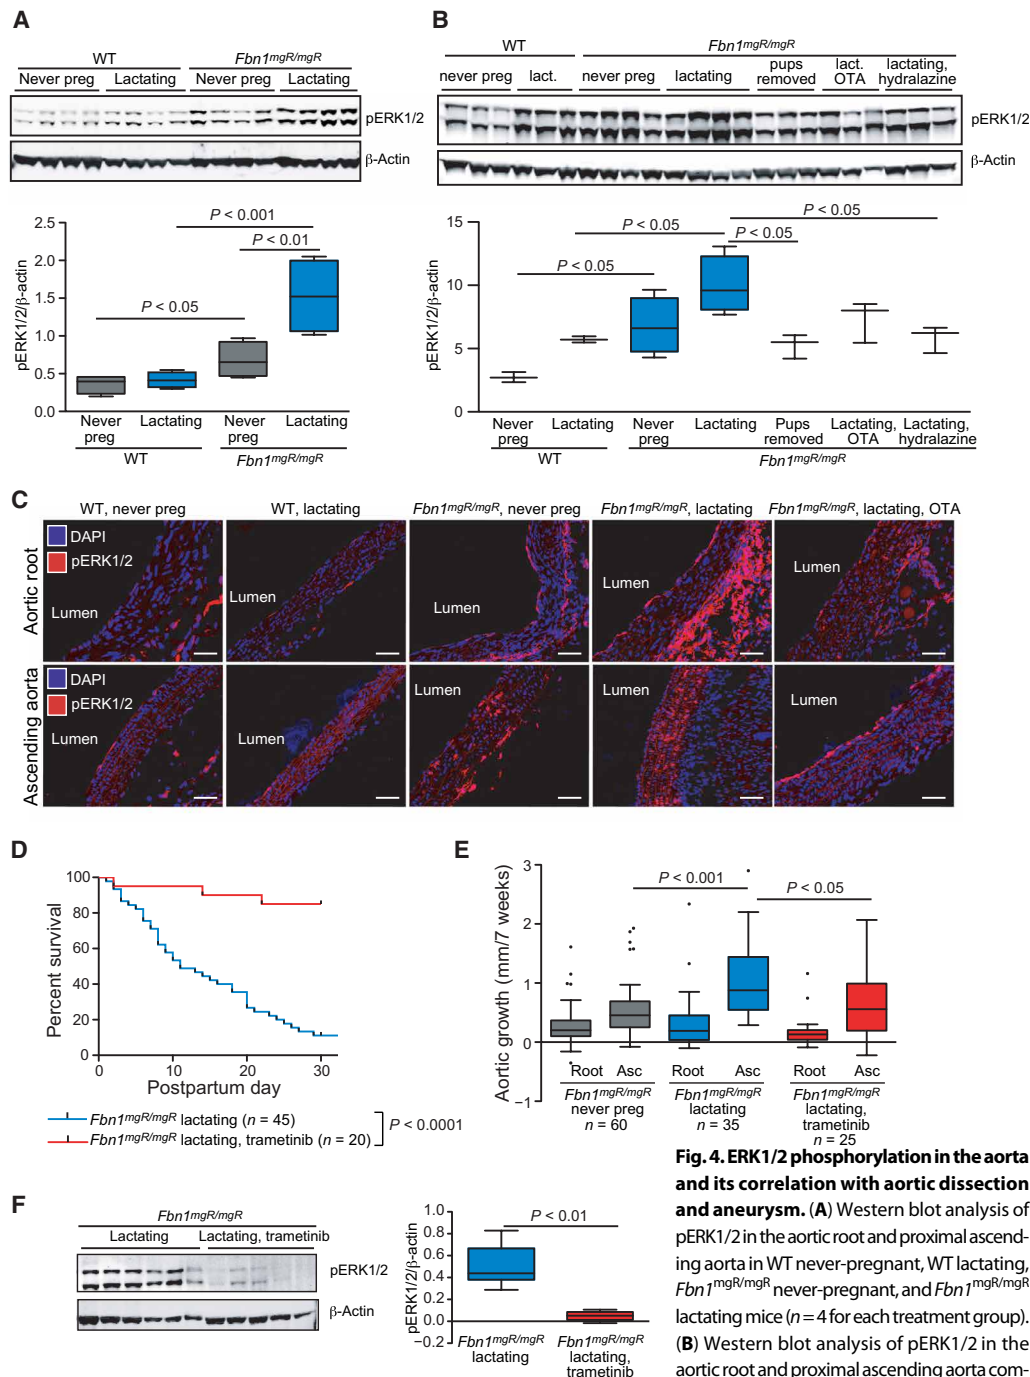 A
WT
Fbn1mgR/mgR
Never preg
Lactating
Never preg
Lactating
pERK1/2
β-Actin
2.5
2.0
1.5
1.0
0.5
0.0
pERK1/2/β-actin
P < 0.001
P < 0.01
P < 0.05
Never preg
Lactating
Never preg
Lactating
WT
Fbn1mgR/mgR
B
WT
Fbn1mgR/mgR
never preg
lact.
never preg
lactating
pups removed
lact. OTA
lactating, hydralazine
pERK1/2
β-Actin
15
10
5
0
pERK1/2/β-actin
P < 0.05
P < 0.05
P < 0.05
P < 0.05
Never preg
Lactating
Never preg
Lactating
Pups removed
Lactating, OTA
Lactating, hydralazine
WT
Fbn1mgR/mgR
C
WT, never preg
WT, lactating
Fbn1mgR/mgR, never preg
Fbn1mgR/mgR, lactating
Fbn1mgR/mgR, lactating, OTA
Aortic root
DAPI
pERK1/2
Lumen
Lumen
Lumen
Lumen
Lumen
Ascending aorta
DAPI
pERK1/2
Lumen
Lumen
Lumen
Lumen
Lumen
D
100
80
60
40
20
0
Percent survival
0
10
20
30
Postpartum day
Fbn1mgR/mgR lactating (n = 45)
Fbn1mgR/mgR lactating, trametinib (n = 20)
P < 0.0001
E
3
2
1
0
−1
Aortic growth (mm/7 weeks)
P < 0.001
P < 0.05
Root
Asc
Root
Asc
Root
Asc
Fbn1mgR/mgR never preg n = 60
Fbn1mgR/mgR lactating n = 35
Fbn1mgR/mgR lactating, trametinib n = 25
F
Fbn1mgR/mgR
Lactating
Lactating, trametinib
pERK1/2
β-Actin
1.0
0.8
0.6
0.4
0.2
0.0
−0.2
pERK1/2/β-actin
P < 0.01
Fbn1mgR/mgR lactating
Fbn1mgR/mgR lactating, trametinib
Fig. 4. ERK1/2 phosphorylation in the aorta
and its correlation with aortic dissection
and aneurysm. (A) Western blot analysis of
pERK1/2 in the aortic root and proximal ascend-
ing aorta in WT never-pregnant, WT lactating,
Fbn1mgR/mgR never-pregnant, and Fbn1mgR/mgR
lactating mice (n = 4 for each treatment group).
(B) Western blot analysis of pERK1/2 in the
aortic root and proximal ascending aorta com-